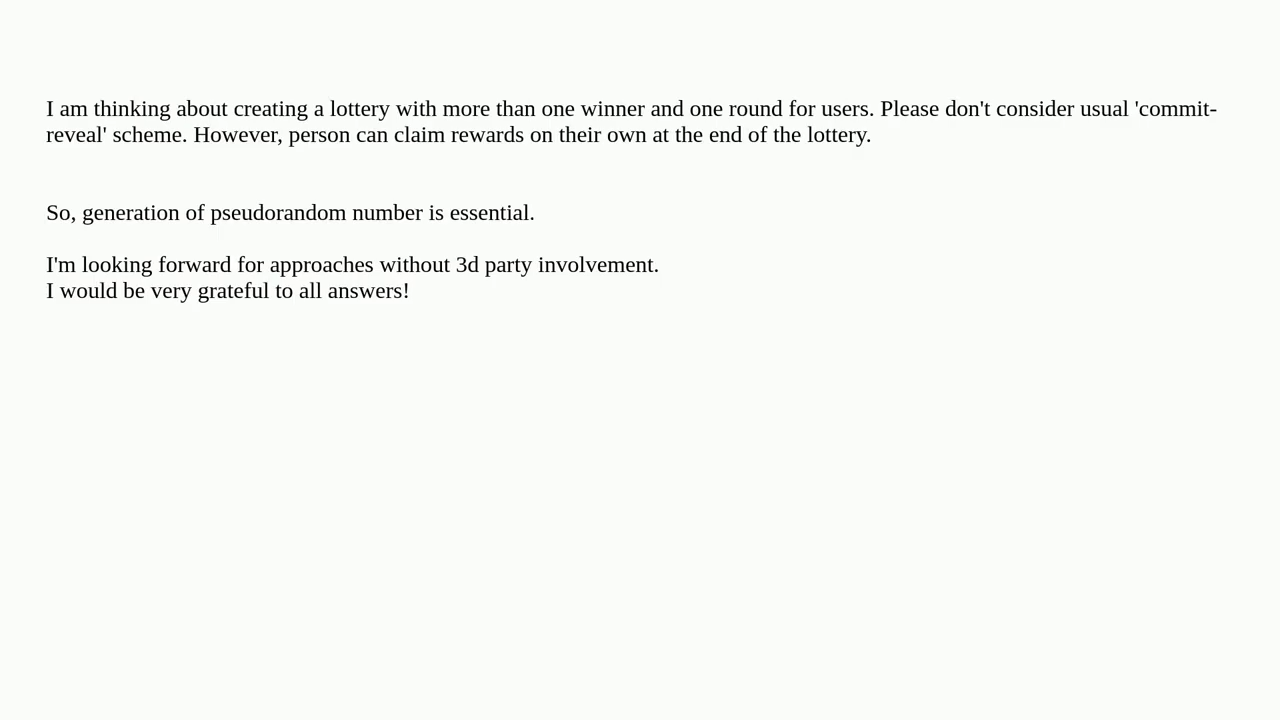 I am thinking about creating a lottery with more than one winner and one round for users. Please don't consider usual 'commit-
reveal' scheme. However, person can claim rewards on their own at the end of the lottery.
So, generation of pseudorandom number is essential.
I'm looking forward for approaches without 3d party involvement.
I would be very grateful to all answers!